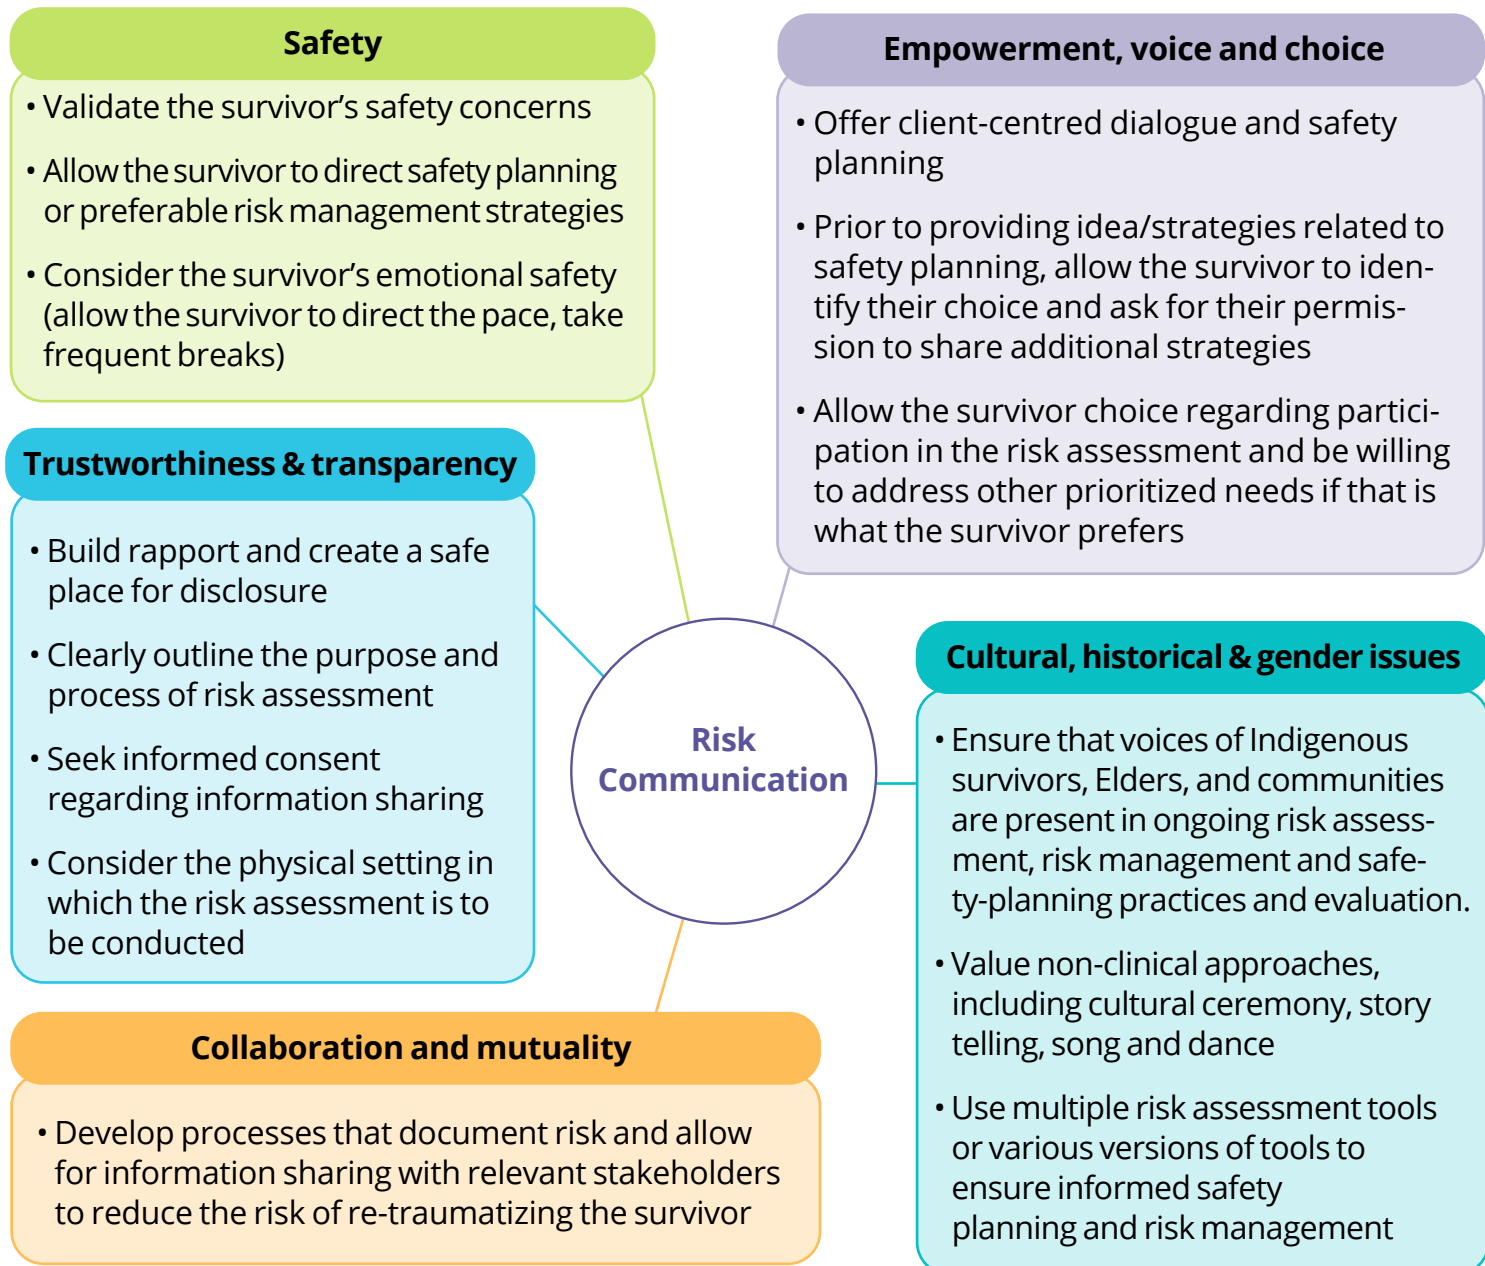 Safety
• Validate the survivor’s safety concerns
• Allow the survivor to direct safety planning
or preferable risk management strategies
• Consider the survivor’s emotional safety
(allow the survivor to direct the pace, take
frequent breaks)
Empowerment, voice and choice
• Offer client-centred dialogue and safety
planning
• Prior to providing idea/strategies related to
safety planning, allow the survivor to iden-
tify their choice and ask for their permis-
sion to share additional strategies
• Allow the survivor choice regarding partici-
pation in the risk assessment and be willing
to address other prioritized needs if that is
what the survivor prefers
Trustworthiness & transparency
• Build rapport and create a safe
place for disclosure
• Clearly outline the purpose and
process of risk assessment
• Seek informed consent
regarding information sharing
• Consider the physical setting in
which the risk assessment is to
be conducted
Risk
Communication
Cultural, historical & gender issues
• Ensure that voices of Indigenous
survivors, Elders, and communities
are present in ongoing risk assess-
ment, risk management and safe-
ty-planning practices and evaluation.
• Value non-clinical approaches,
including cultural ceremony, story
telling, song and dance
• Use multiple risk assessment tools
or various versions of tools to
ensure informed safety
planning and risk management
Collaboration and mutuality
• Develop processes that document risk and allow
for information sharing with relevant stakeholders
to reduce the risk of re-traumatizing the survivor